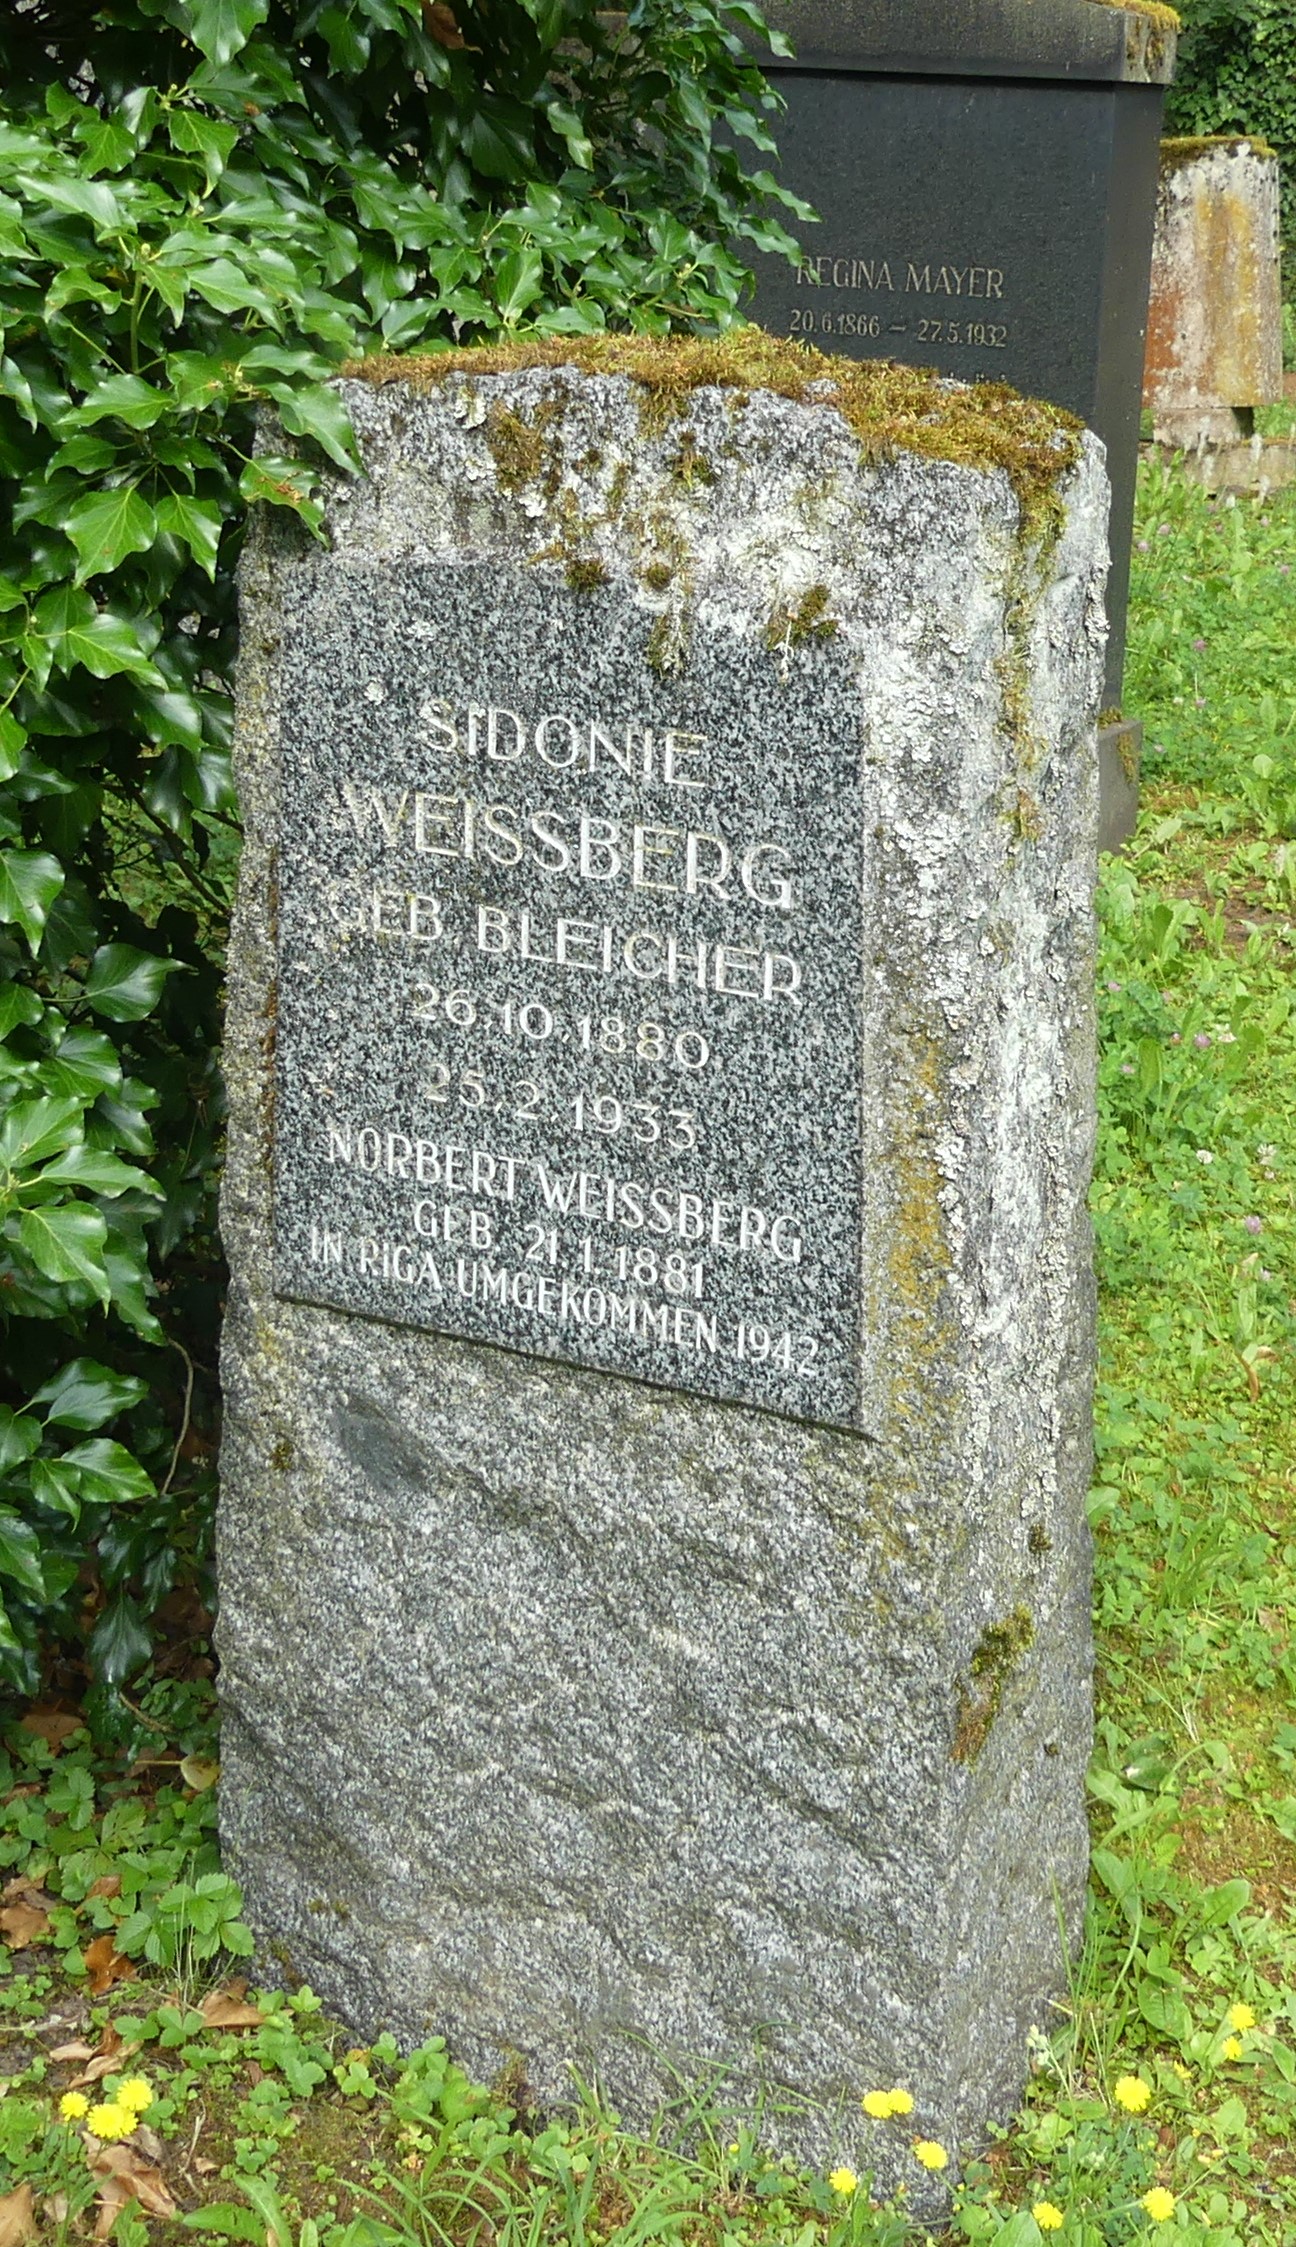 REGINA MAYER
20.6.1866 – 27.5.1932
SIDONIE
WEISSBERG
GEB BLEICHER
26.10.1880
25.2.1933
NORBERT WEISSBERG
GEB. 21.1.1881
IN RIGA UMGEKOMMEN 1942